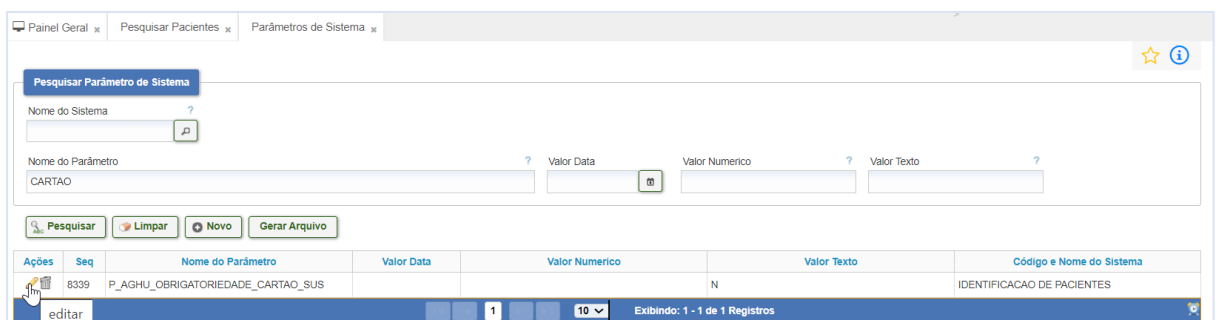 Painel Geral x Pesquisar Pacientes x Parâmetros de Sistema x
Pesquisar Parâmetro de Sistema
Nome do Sistema ?
Nome do Parâmetro ? Valor Data Valor Numerico ? Valor Texto ?
CARTAO
Pesquisar Limpar Novo Gerar Arquivo
Ações Seq Nome do Parâmetro Valor Data Valor Numerico Valor Texto Código e Nome do Sistema
8339 P_AGHU_OBRIGATORIEDADE_CARTAO_SUS N IDENTIFICACAO DE PACIENTES
editar 1 10 Exibindo: 1 - 1 de 1 Registros